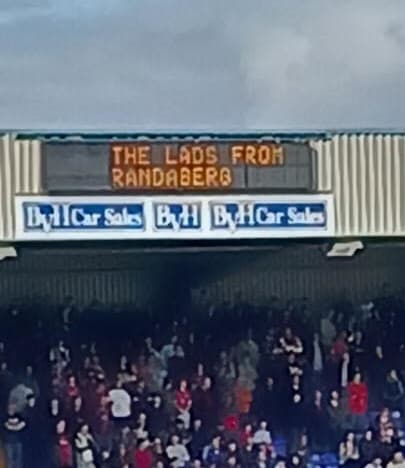 THE LADS FROM
RANDABERG
ByH Car Sales ByH ByH Car Sales